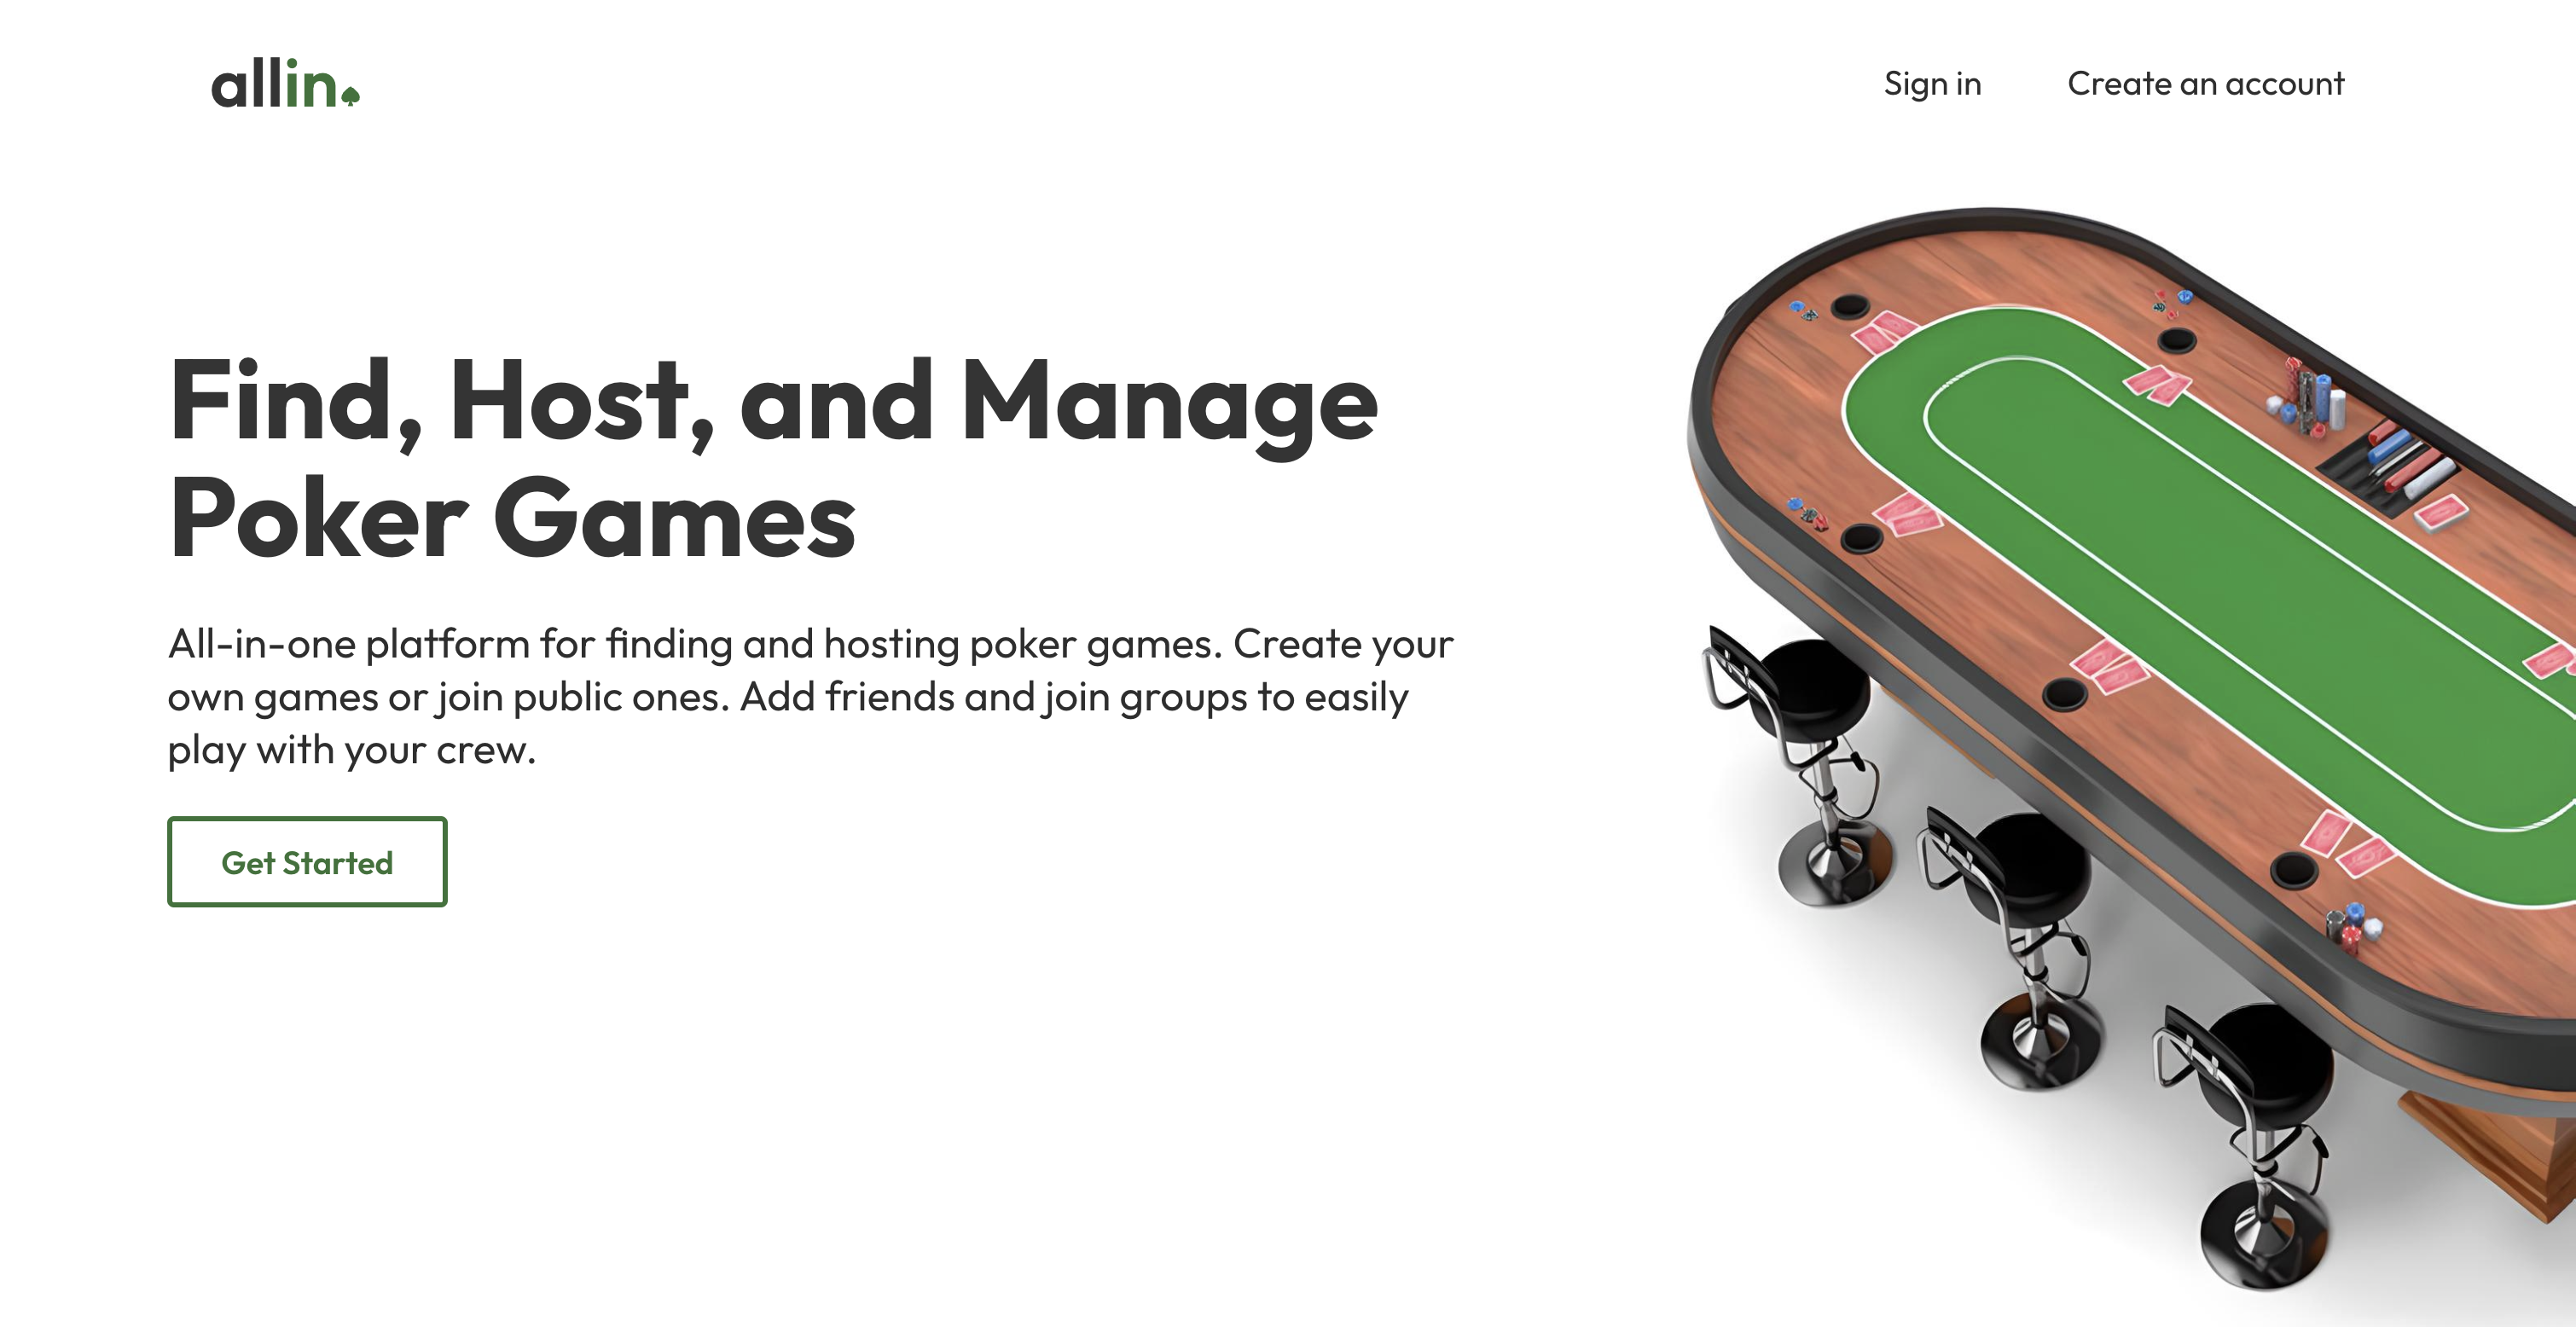 allin
Sign in
Create an account
Find, Host, and Manage
Poker Games
All-in-one platform for finding and hosting poker games. Create your
own games or join public ones. Add friends and join groups to easily
play with your crew.
Get Started